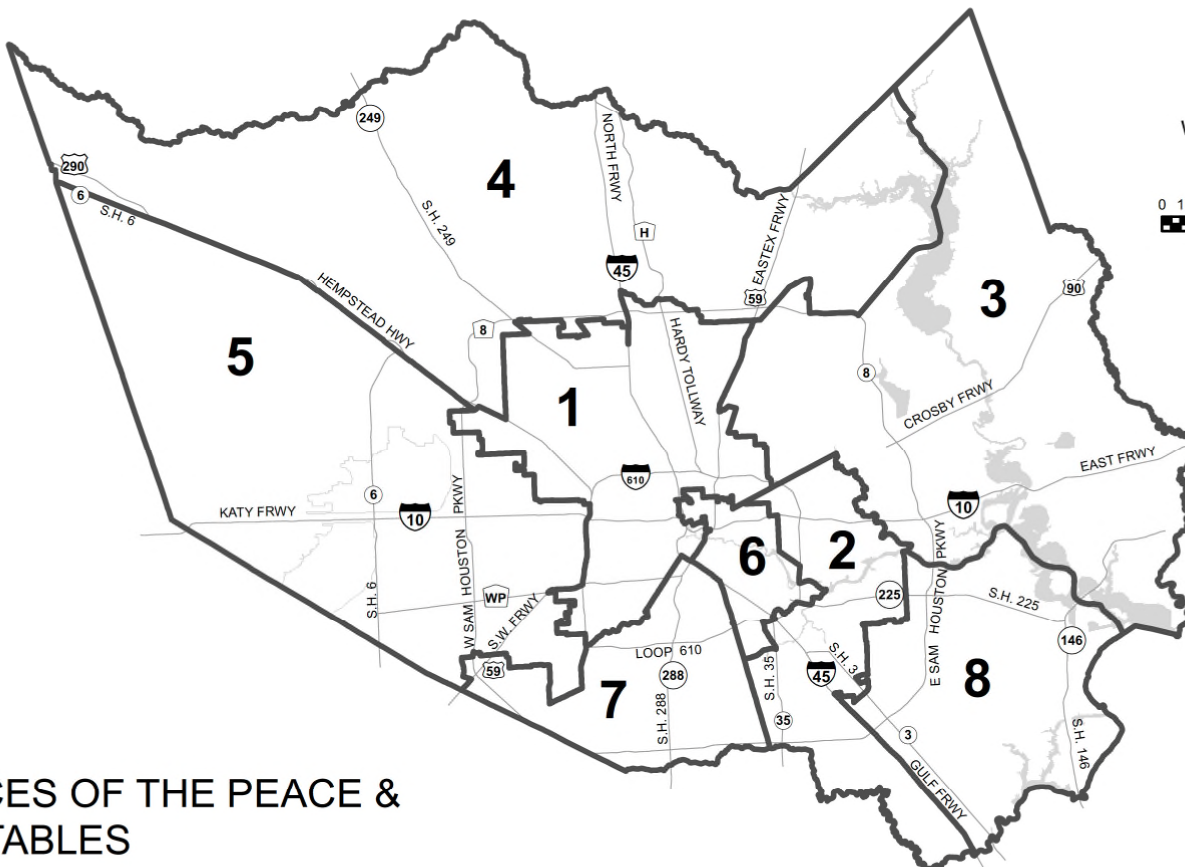 249
NORTH FRWY
290
4
6
S.H. 6
S.H. 249
H
45
EASTEX FRWY
0 1
HEMPSTEAD HWY
59
3
90
8
5
HARDY TOLLWAY
1
8
CROSBY FRWY
610
EAST FRWY
6
KATY FRWY
10
W SAM HOUSTON PKWY
10
6
2
E SAM HOUSTON PKWY
S.H. 6
WP
S.W. FRWY
225
S.H. 225
146
LOOP 610
59
288
S.H. 35
45
S.H. 3
8
7
S.H. 288
35
3
S.H. 146
GULF FRWY
CES OF THE PEACE &
TABLES